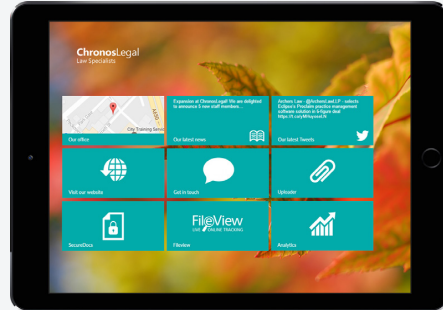 ChronosLegal
Law Specialists
City Training Servic
Our office
Expansion at ChronosLegal! We are delighted
to announce 5 new staff members...
Our latest news
Archers Law - @ArchersLawLLP - selects
Eclipse's Proclaim practice management
software solution in 6-figure deal
Our latest Tweets
Visit our website
Get in touch
Uploader
SecureDocs
FileView
LIVE ONLINE TRACKING
Fileview
Analytics